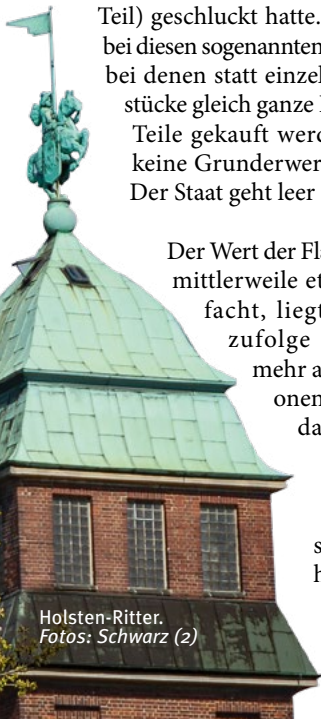 Teil) geschluckt hatte.
bei diesen sogenannten
bei denen statt einzel
stücke gleich ganze
Teile gekauft werd
keine Grunderwer
Der Staat geht leer
Der Wert der Fl
mittlerweile et
facht, liegt
zufolge
mehr a
onen
da
s
h
Holsten-Ritter.
Fotos: Schwarz (2)